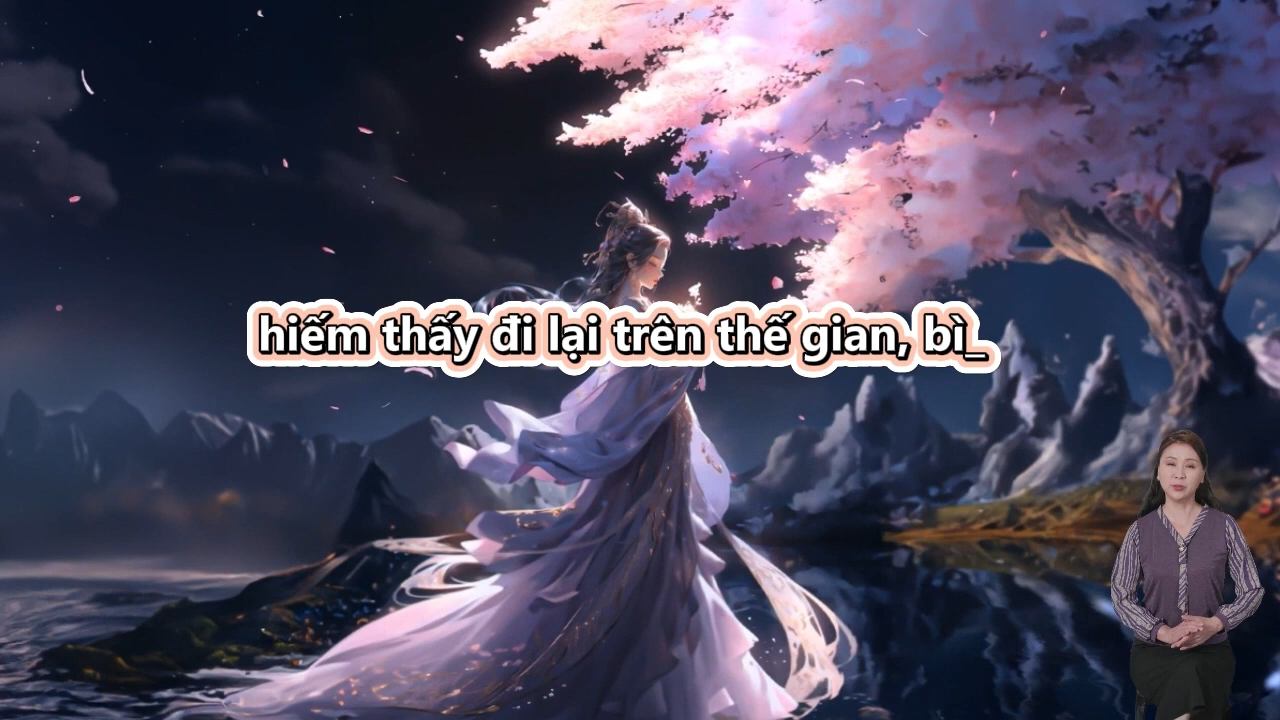 hiếm thấy đi lại trên thế gian, bì_